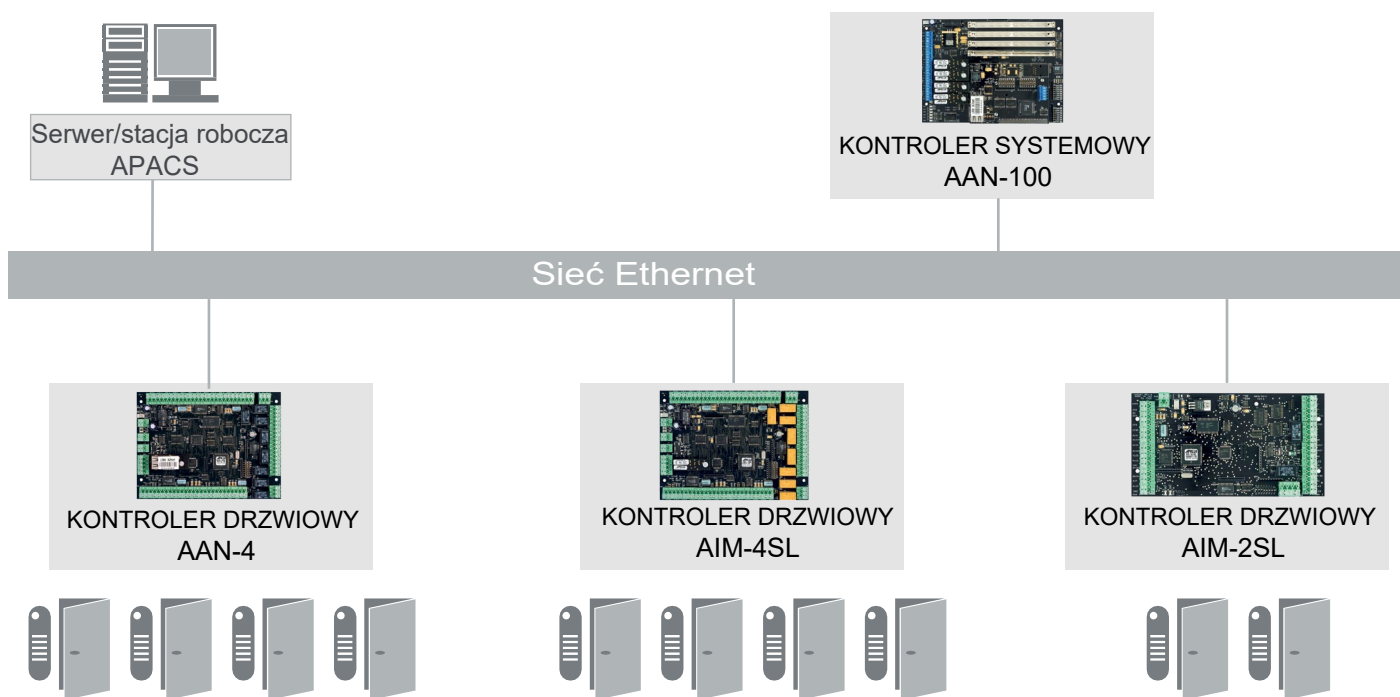 Serwer/stacja robocza
APACS
KONTROLER SYSTEMOWY
AAN-100
Sieć Ethernet
KONTROLER DRZWIOWY
AAN-4
KONTROLER DRZWIOWY
AIM-4SL
KONTROLER DRZWIOWY
AIM-2SL